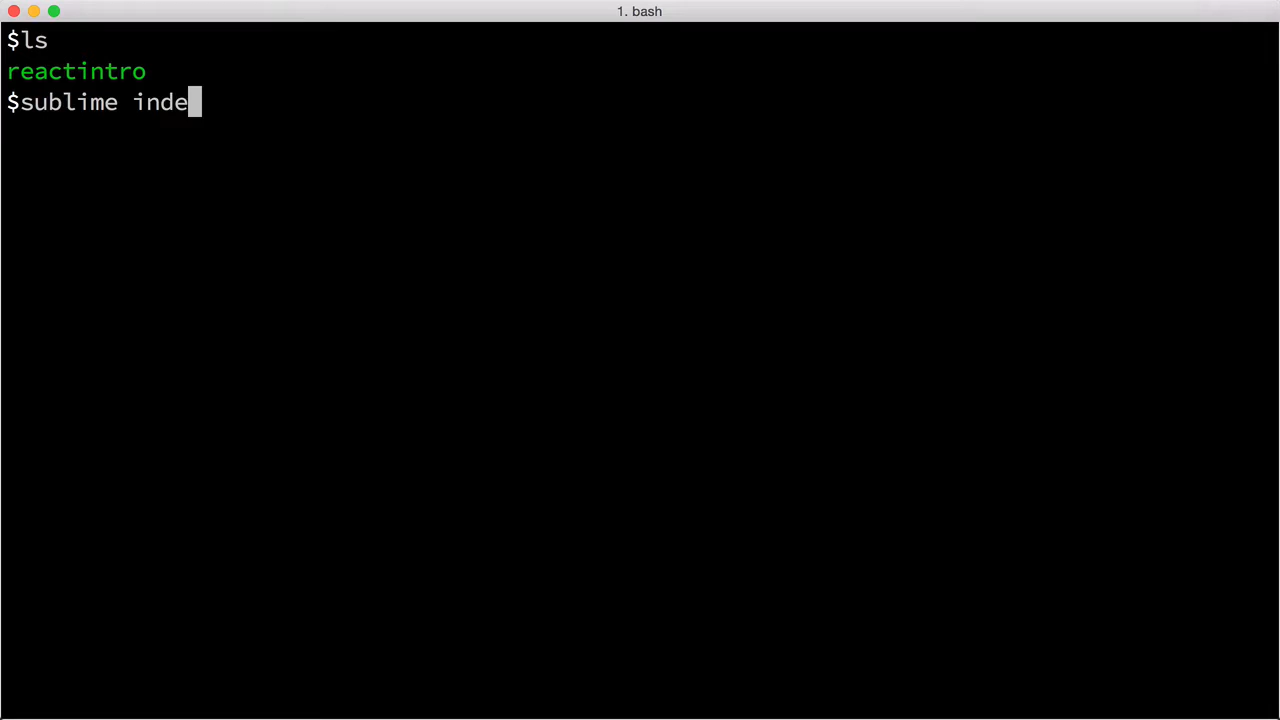 1. bash
$ls
reactintro
$sublime inde